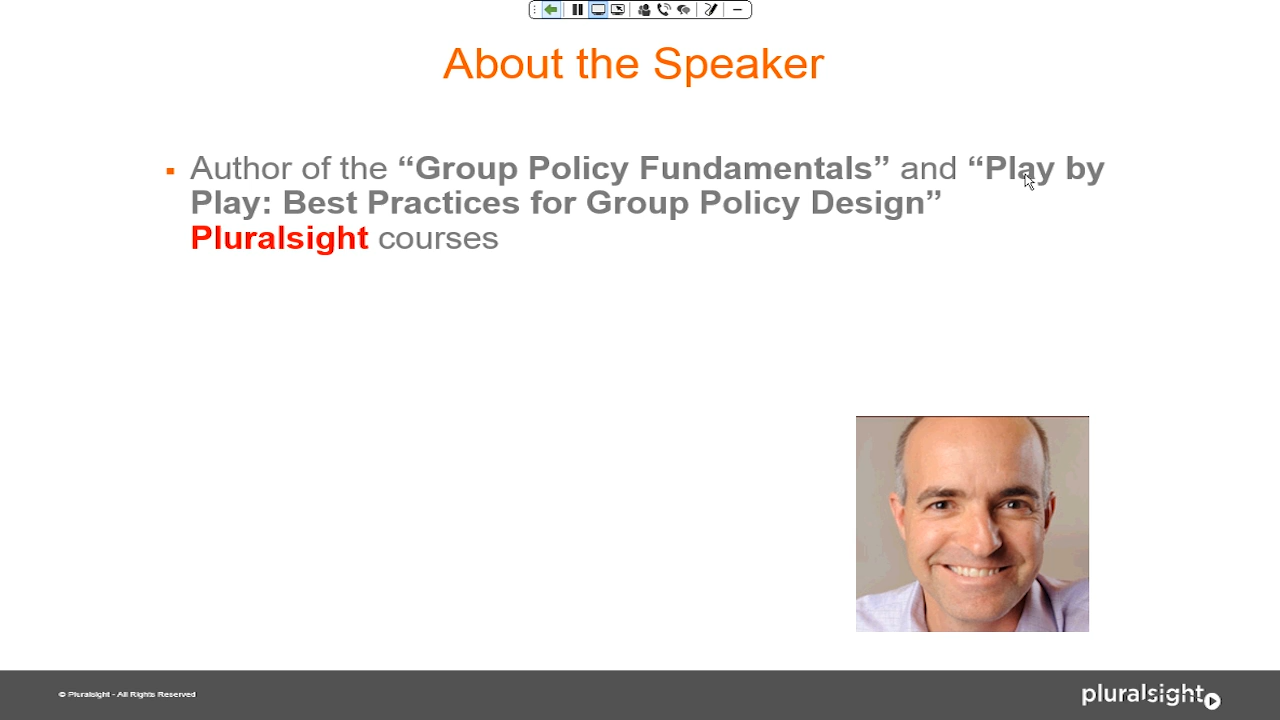 About the Speaker
Author of the “Group Policy Fundamentals” and “Play by
Play: Best Practices for Group Policy Design”
Pluralsight courses
© Pluralsight - All Rights Reserved
pluralsight